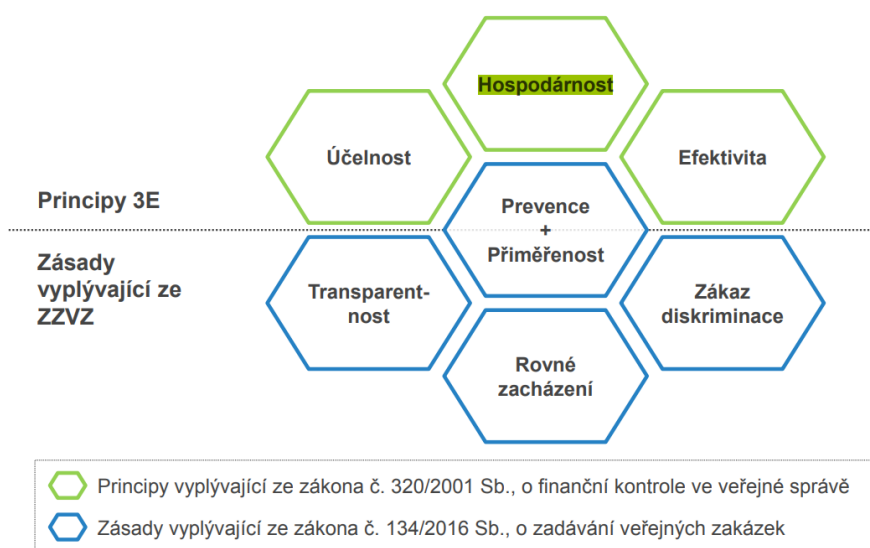 Hospodárnost
Účelnost
Efektivita
Principy 3E
Prevence
+
Přiměřenost
Zásady
vyplývající ze
ZZVZ
Transparent-
nost
Zákaz
diskriminace
Rovné
zacházení
Principy vyplývající ze zákona č. 320/2001 Sb., o finanční kontrole ve veřejné správě
Zásady vyplývající ze zákona č. 134/2016 Sb., o zadávání veřejných zakázek